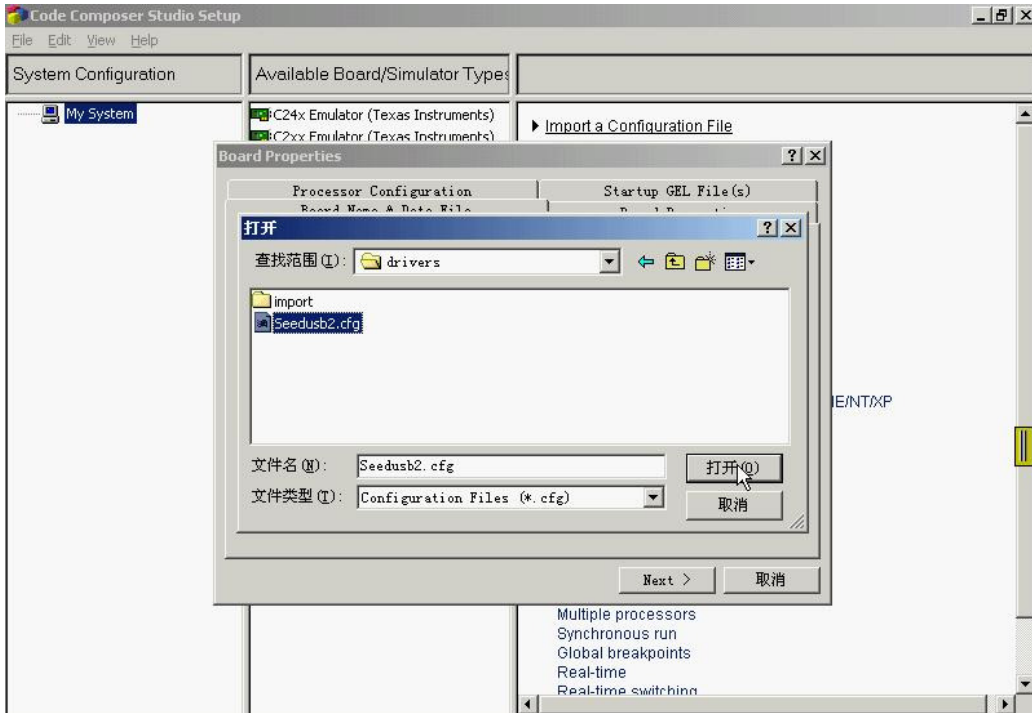 Code Composer Studio Setup
File Edit View Help
System Configuration
Available Board/Simulator Types
My System
C24x Emulator (Texas Instruments)
C2xx Emulator (Texas Instruments)
Import a Configuration File
Board Properties
Processor Configuration
Startup GEL File(s)
Board Name & Data File
打开
查找范围(I):
drivers
import
Seedusb2.cfg
IE/NT/XP
文件名(N):
Seedusb2.cfg
打开(O)
文件类型(T):
Configuration Files (*.cfg)
取消
Next >
取消
Multiple processors
Synchronous run
Global breakpoints
Real-time
Real-time switching